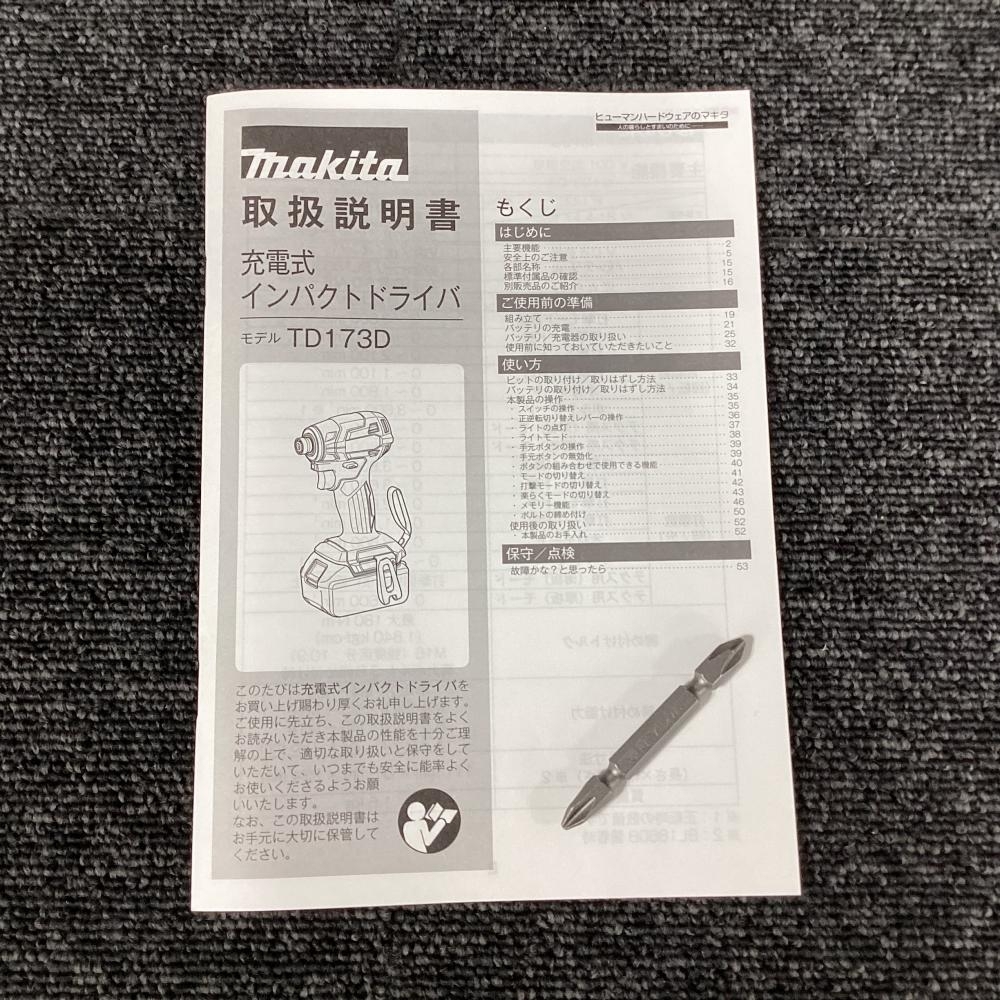 ヒューマンハードウェアのマキタ
人の暮らしとすまいのために
makita
取扱説明書
充電式
インパクトドライバ
モデル TD173D
このたびは充電式インパクトドライバを
お買い上げ賜わり厚くお礼申し上げます。
ご使用に先立ち、この取扱説明書をよく
お読みいただき本製品の性能を十分ご理
解の上で、適切な取り扱いと保守をして
いただいて、いつまでも安全に能率よく
お使いくださるようお願
いいたします。
なお、この取扱説明書は
お手元に大切に保管して
ください。
もくじ
はじめに
主要機能 2
安全上のご注意 5
各部名称 15
標準付属品の確認 15
別販売品のご紹介 16
ご使用前の準備
組み立て 19
バッテリの充電 21
バッテリ／充電器の取り扱い 25
使用前に知っておいていただきたいこと 32
使い方
ビットの取り付け／取りはずし方法 33
バッテリの取り付け／取りはずし方法 34
本製品の操作 35
・スイッチの操作 35
・正逆転切り替えレバーの操作 36
・ライトの点灯 37
・ライトモード 38
・手元ボタンの操作 39
・手元ボタンの無効化 39
・ボタンの組み合わせで使用できる機能 40
・モードの切り替え 41
・打撃モードの切り替え 42
・楽らくモードの切り替え 43
・メモリー機能 46
・ボルトの締め付け 50
使用後の取り扱い 52
・本製品のお手入れ 52
保守／点検
故障かな？と思ったら 53